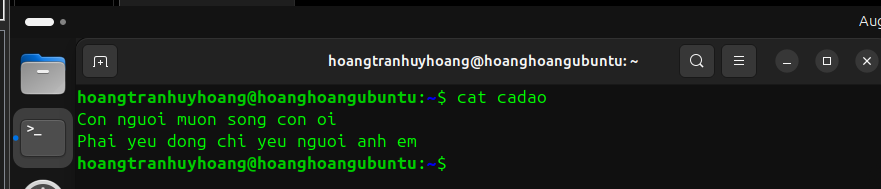 Aug
hoangtranhuyhoang@hoanghoangubuntu: ~
hoangtranhuyhoang@hoanghoangubuntu:~$ cat cadao
Con nguoi muon song con oi
Phai yeu dong chi yeu nguoi anh em
hoangtranhuyhoang@hoanghoangubuntu:~$